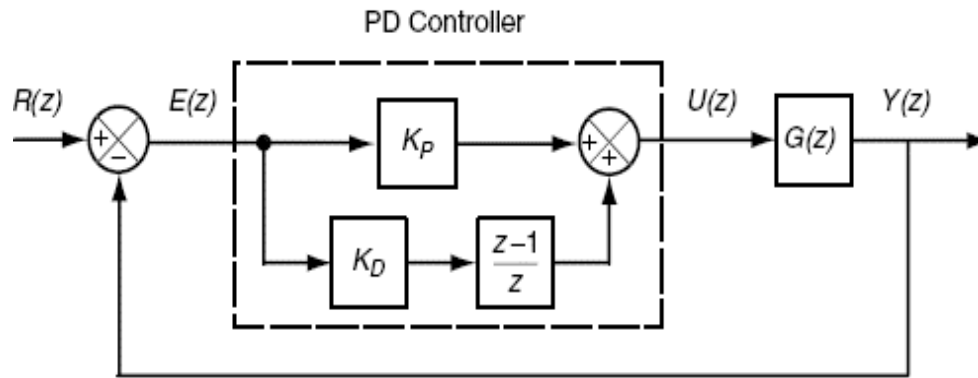 PD Controller
R(z)
E(z)
U(z)
Y(z)
+
−
K_P
+
+
G(z)
K_D
z−1
z